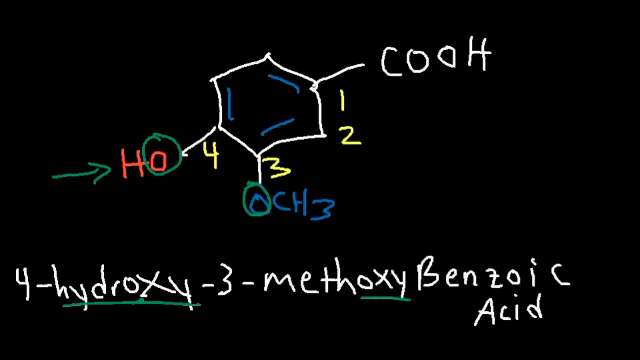 COOH
1
2
4
3
HO
OCH3
4-hydroxy-3-methoxy Benzoic
Acid